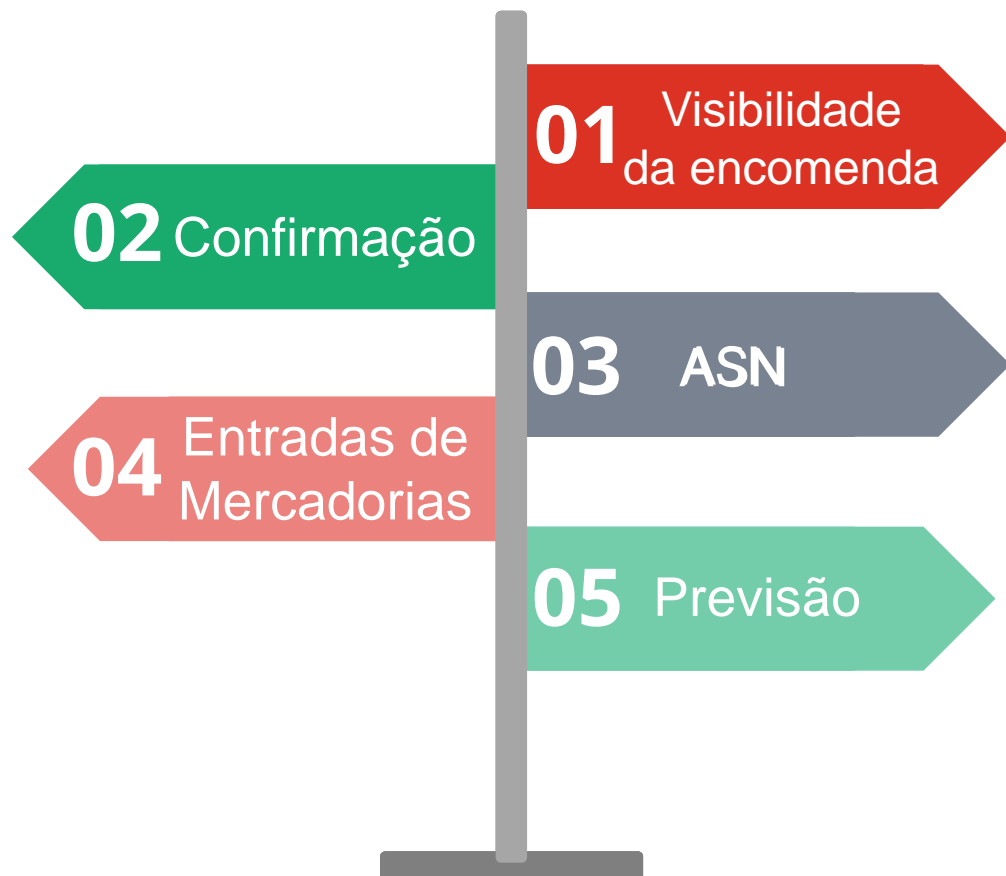 01 Visibilidade
da encomenda
02 Confirmação
03 ASN
04 Entradas de
Mercadorias
05 Previsão